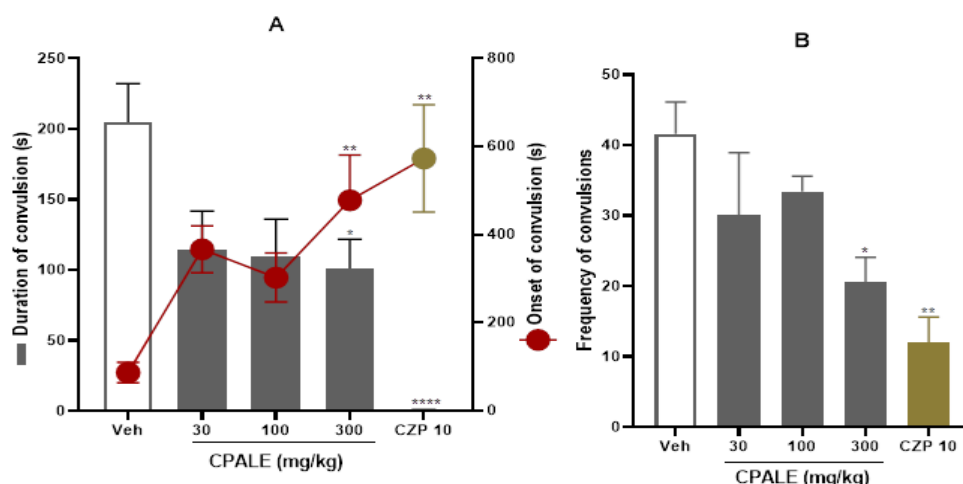 A
250
200
150
100
50
0
Duration of convulsion (s)
800
600
400
200
0
Onset of convulsion (s)
**
**
*
****
Veh
30
100
300
CZP 10
CPALE (mg/kg)
B
50
40
30
20
10
0
Frequency of convulsions
*
**
Veh
30
100
300
CZP 10
CPALE (mg/kg)